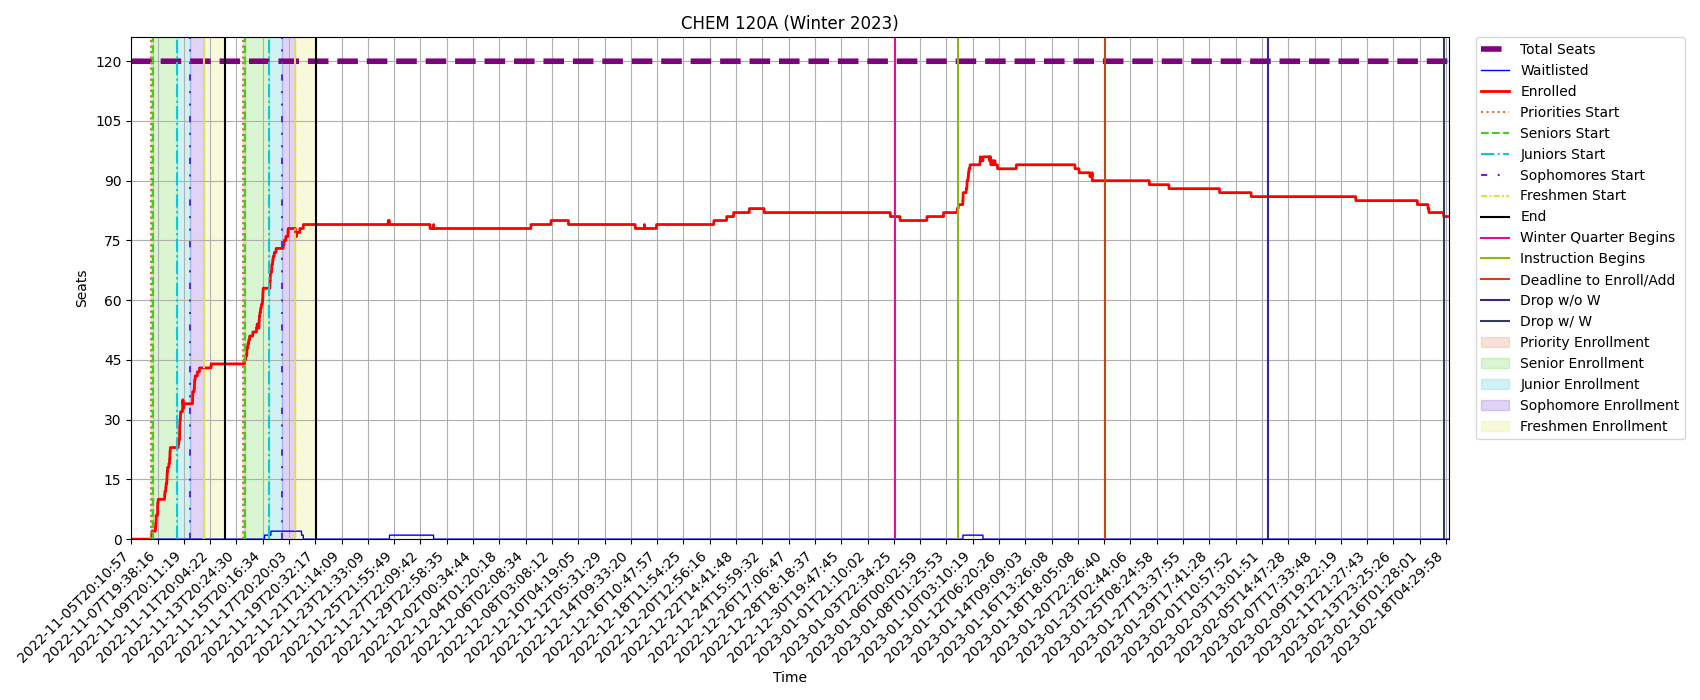 CHEM 120A (Winter 2023)
Seats
120
105
90
75
60
45
30
15
0
2022-11-05T20:10:57
2022-11-07T19:38:16
2022-11-09T20:11:19
2022-11-11T20:04:22
2022-11-13T20:24:30
2022-11-15T20:16:34
2022-11-17T20:20:03
2022-11-19T20:32:17
2022-11-21T21:14:09
2022-11-23T21:33:09
2022-11-25T21:55:49
2022-11-27T22:09:42
2022-11-29T22:58:35
2022-12-02T00:34:44
2022-12-04T01:20:18
2022-12-06T02:08:34
2022-12-08T03:08:12
2022-12-10T04:19:05
2022-12-12T05:31:29
2022-12-14T09:33:20
2022-12-16T10:47:57
2022-12-18T11:54:25
2022-12-20T12:56:16
2022-12-22T14:41:48
2022-12-24T15:59:32
2022-12-26T17:06:47
2022-12-28T18:18:37
2022-12-30T19:47:45
2023-01-01T21:10:02
2023-01-03T22:34:25
2023-01-06T00:02:59
2023-01-08T01:25:53
2023-01-10T03:10:19
2023-01-12T06:20:26
2023-01-14T09:09:03
2023-01-16T13:26:08
2023-01-18T18:05:08
2023-01-20T22:26:40
2023-01-23T02:44:06
2023-01-25T08:24:58
2023-01-27T13:37:55
2023-01-29T17:41:28
2023-02-01T10:57:52
2023-02-03T13:01:51
2023-02-05T14:47:28
2023-02-07T17:33:48
2023-02-09T19:22:19
2023-02-11T21:27:43
2023-02-13T23:25:26
2023-02-16T01:28:01
2023-02-18T04:29:58
Time
Total Seats
Waitlisted
Enrolled
Priorities Start
Seniors Start
Juniors Start
Sophomores Start
Freshmen Start
End
Winter Quarter Begins
Instruction Begins
Deadline to Enroll/Add
Drop w/o W
Drop w/ W
Priority Enrollment
Senior Enrollment
Junior Enrollment
Sophomore Enrollment
Freshmen Enrollment